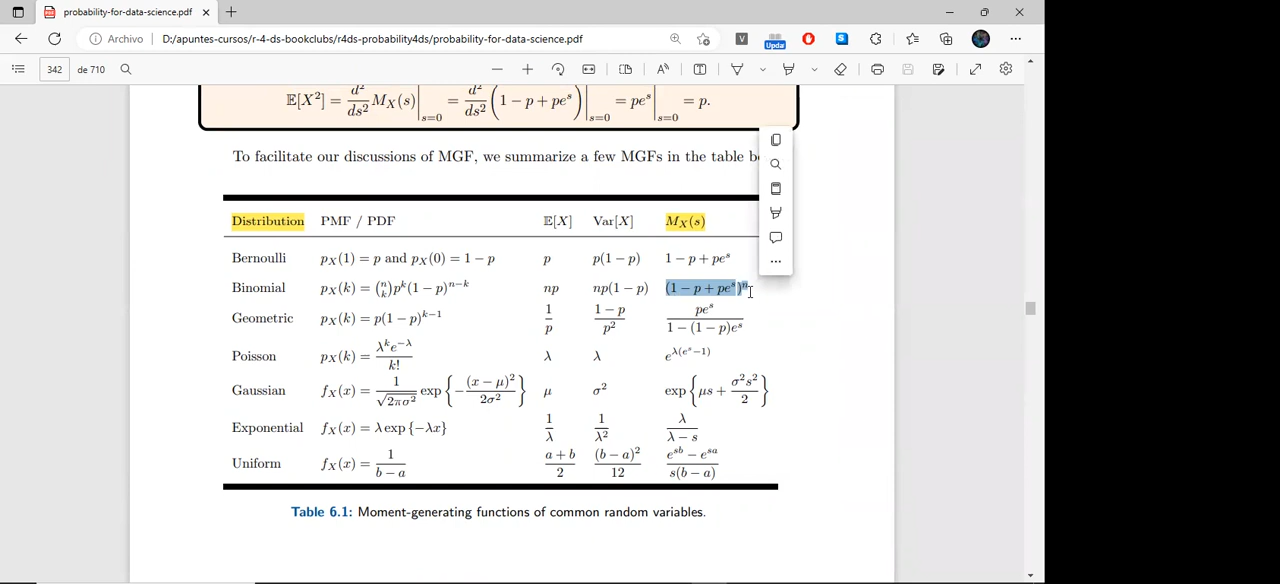 probability-for-data-science.pdf
Archivo D:/apuntes-cursos/r-4-ds-bookclubs/r4ds-probability4ds/probability-for-data-science.pdf
V Updat S
342 de 710
𝔼[X²] = d²/ds² M_X(s)|_{s=0} = d²/ds² (1 − p + pe^s)|_{s=0} = pe^s|_{s=0} = p.
To facilitate our discussions of MGF, we summarize a few MGFs in the table
Distribution PMF / PDF 𝔼[X] Var[X] M_X(s)
Bernoulli p_X(1) = p and p_X(0) = 1 − p p p(1 − p) 1 − p + pe^s
Binomial p_X(k) = (n k)p^k(1 − p)^{n−k} np np(1 − p) (1 − p + pe^s)^n
Geometric p_X(k) = p(1 − p)^{k−1} 1/p (1 − p)/p² pe^s/(1 − (1 − p)e^s)
Poisson p_X(k) = λ^k e^{−λ}/k! λ λ e^{λ(e^s−1)}
Gaussian f_X(x) = 1/√(2πσ²) exp{−(x − μ)²/2σ²} μ σ² exp{μs + σ²s²/2}
Exponential f_X(x) = λ exp {−λx} 1/λ 1/λ² λ/(λ − s)
Uniform f_X(x) = 1/(b − a) (a + b)/2 (b − a)²/12 (e^{sb} − e^{sa})/(s(b − a))
Table 6.1: Moment-generating functions of common random variables.